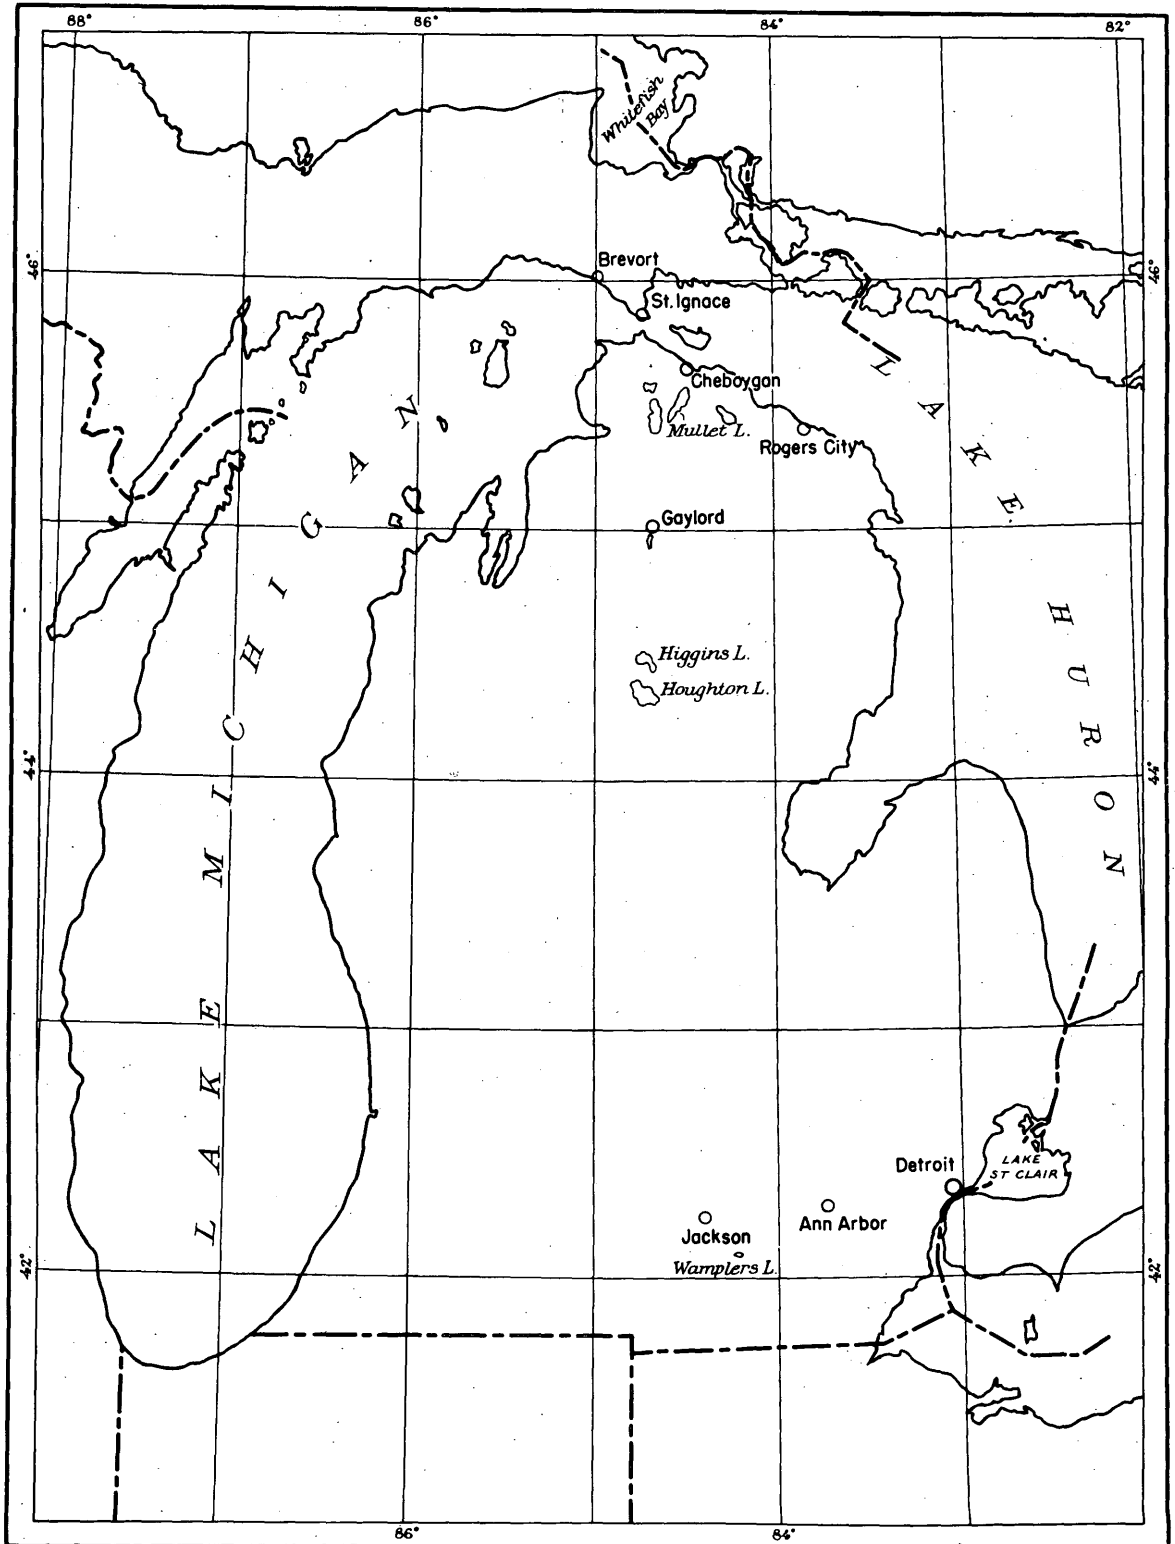 88° 86° 84° 82°
Whitefish
Bay
46° Brevort 46°
St. Ignace
Cheboygan
Mullet L.
Rogers City
Gaylord
Higgins L.
Houghton L.
LAKE MICHIGAN
LAKE HURON
44° 44°
Detroit
LAKE
ST CLAIR
Ann Arbor
Jackson
Wamplers L.
42° 42°
86° 84°